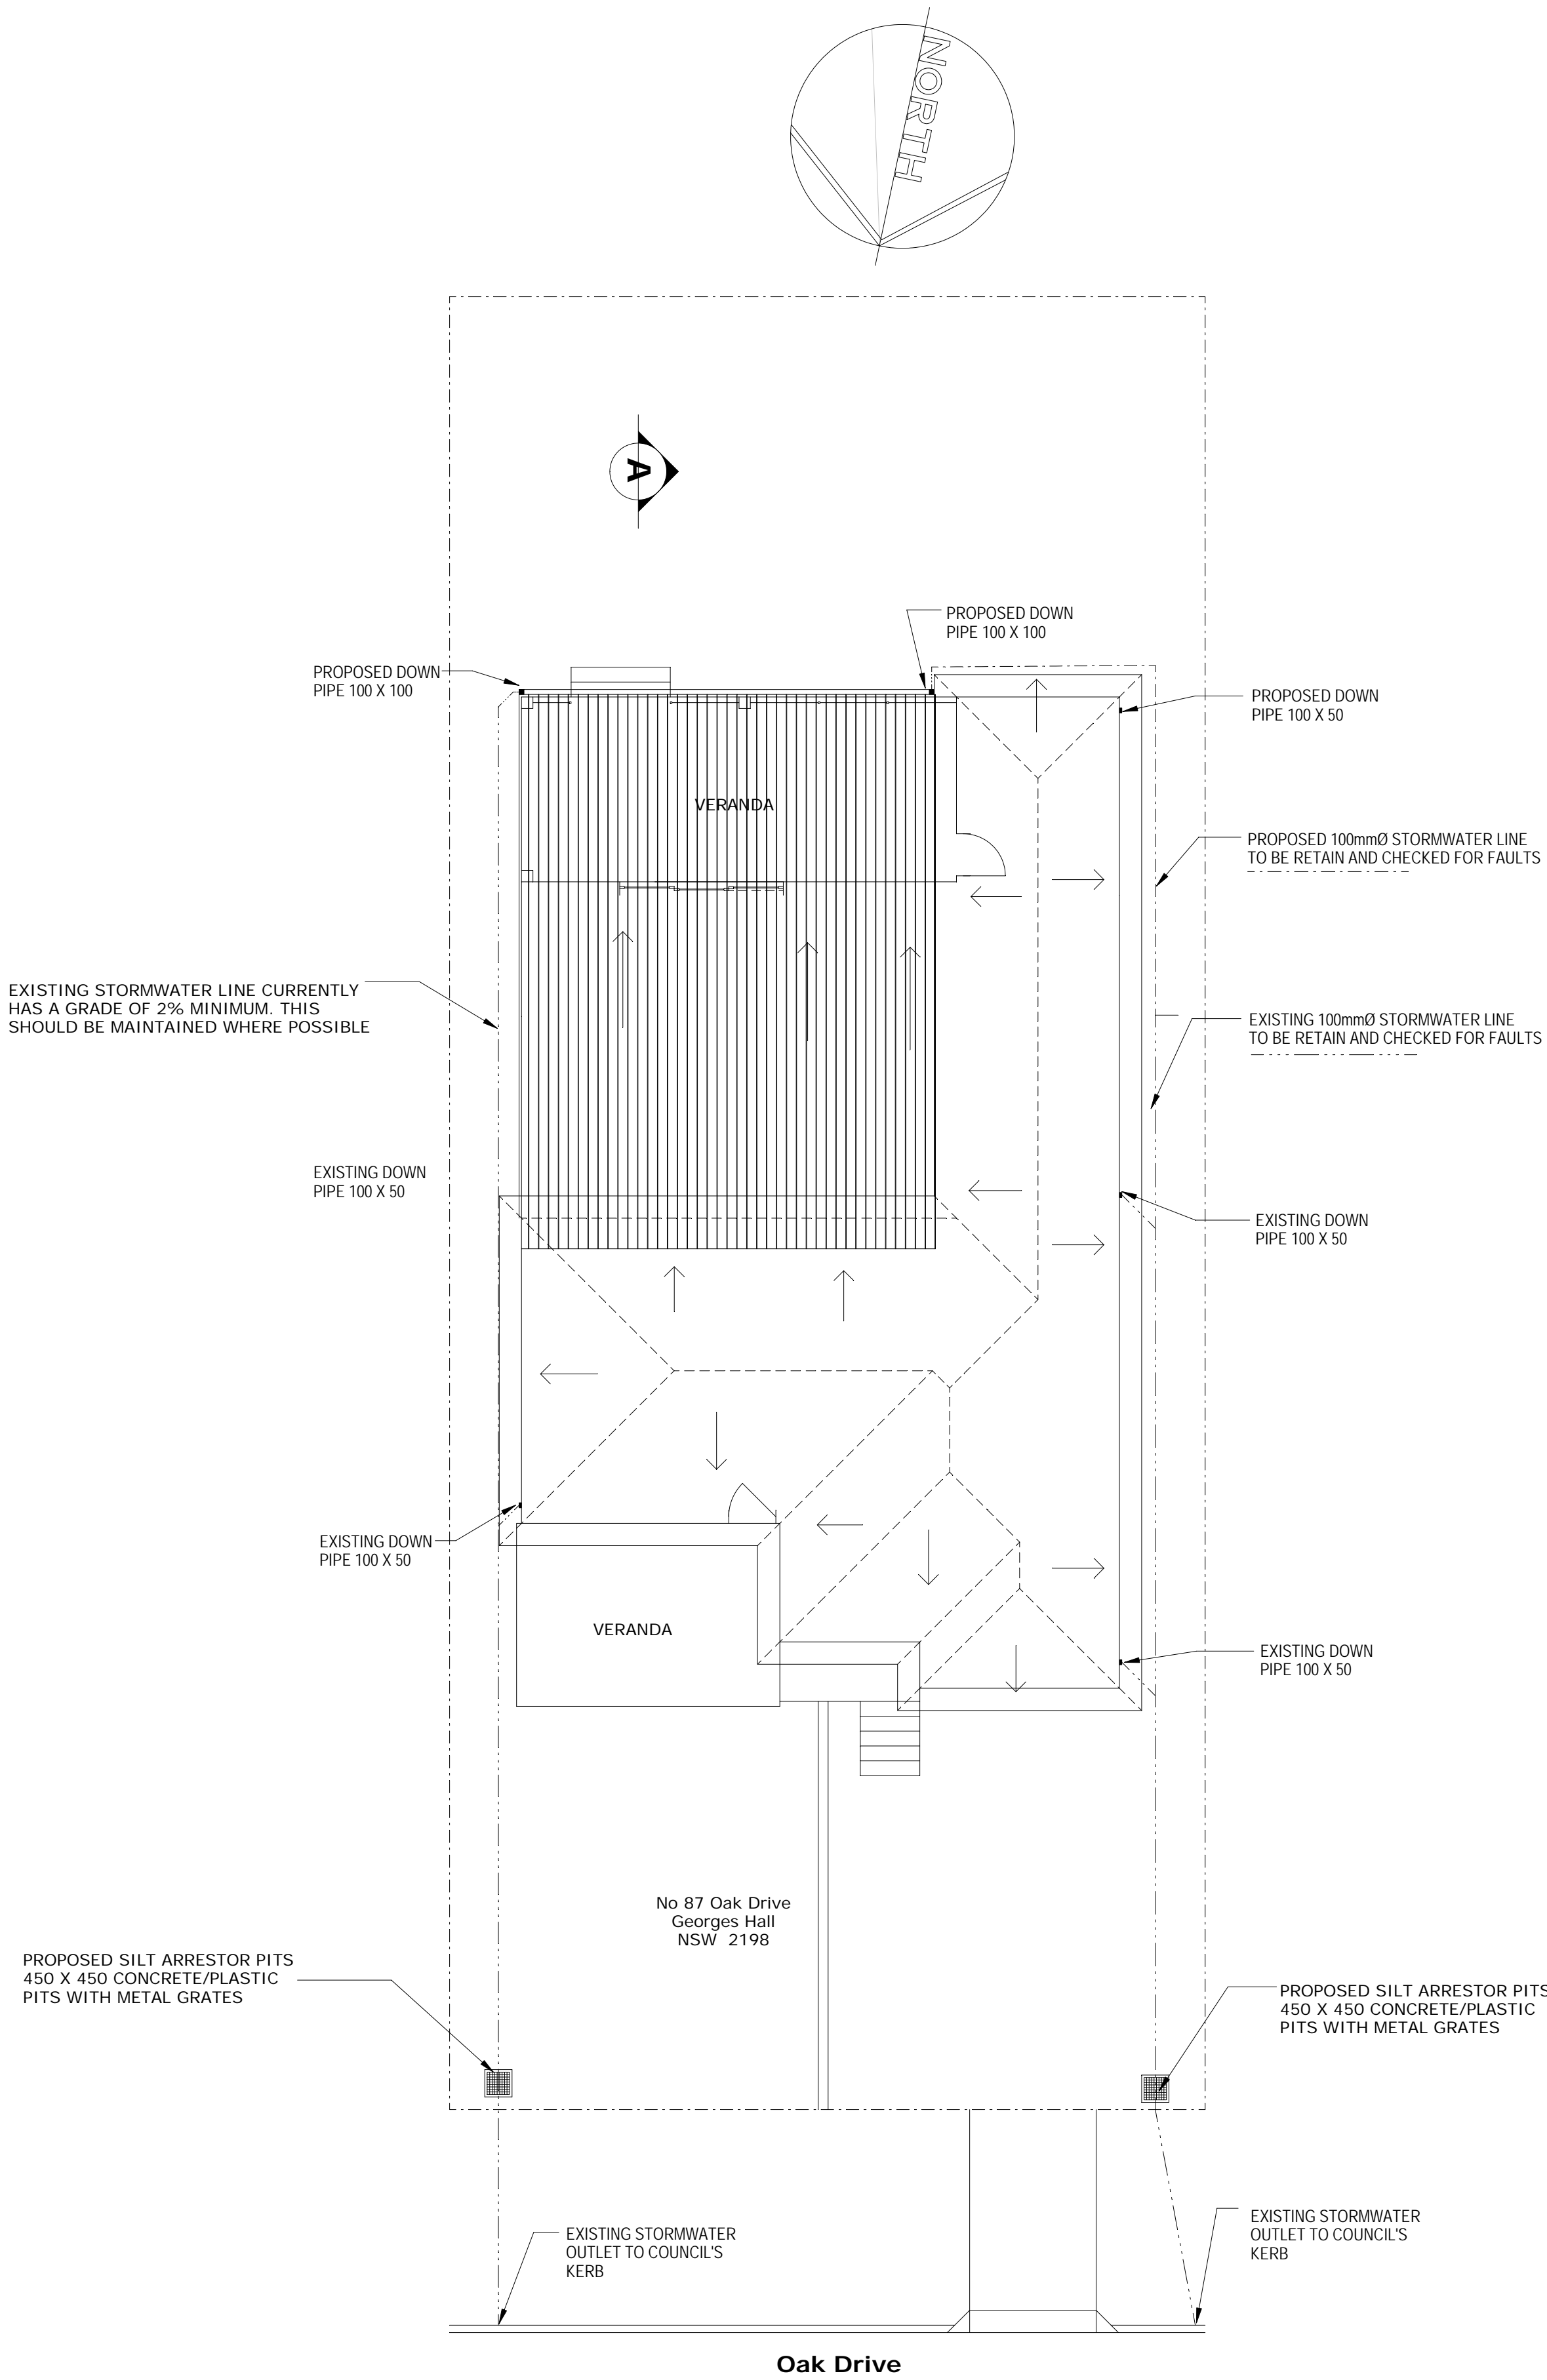 NORTH
A
PROPOSED DOWN
PIPE 100 X 100
PROPOSED DOWN
PIPE 100 X 100
PROPOSED DOWN
PIPE 100 X 50
VERANDA
PROPOSED 100mmØ STORMWATER LINE
TO BE RETAIN AND CHECKED FOR FAULTS
EXISTING STORMWATER LINE CURRENTLY
HAS A GRADE OF 2% MINIMUM. THIS
SHOULD BE MAINTAINED WHERE POSSIBLE
EXISTING 100mmØ STORMWATER LINE
TO BE RETAIN AND CHECKED FOR FAULTS
EXISTING DOWN
PIPE 100 X 50
EXISTING DOWN
PIPE 100 X 50
EXISTING DOWN
PIPE 100 X 50
VERANDA
EXISTING DOWN
PIPE 100 X 50
No 87 Oak Drive
Georges Hall
NSW 2198
PROPOSED SILT ARRESTOR PITS
450 X 450 CONCRETE/PLASTIC
PITS WITH METAL GRATES
PROPOSED SILT ARRESTOR PITS
450 X 450 CONCRETE/PLASTIC
PITS WITH METAL GRATES
EXISTING STORMWATER
OUTLET TO COUNCIL'S
KERB
EXISTING STORMWATER
OUTLET TO COUNCIL'S
KERB
Oak Drive